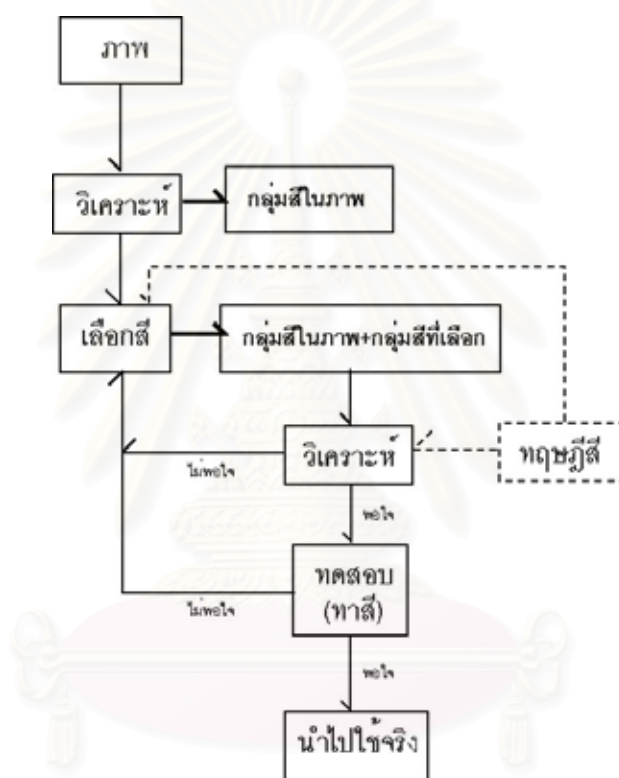 ภาพ
วิเคราะห์
กลุ่มสีในภาพ
เลือกสี
กลุ่มสีในภาพ+กลุ่มสีที่เลือก
วิเคราะห์
ทฤษฎีสี
ไม่พอใจ
พอใจ
ทดสอบ
(ทาสี)
ไม่พอใจ
พอใจ
นำไปใช้จริง